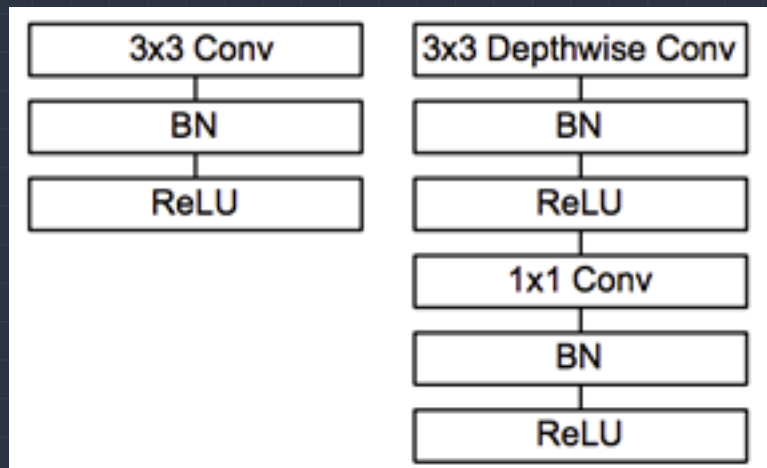 3x3 Conv
BN
ReLU
3x3 Depthwise Conv
BN
ReLU
1x1 Conv
BN
ReLU